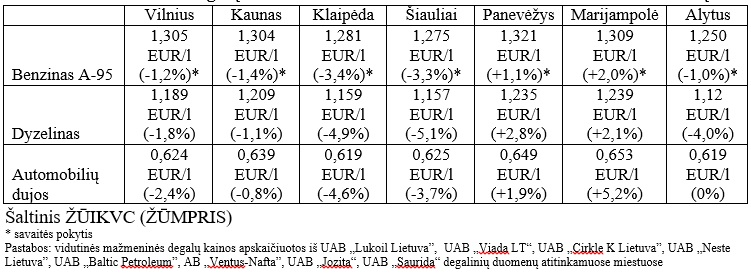 Vilnius Kaunas Klaipėda Šiauliai Panevėžys Marijampolė Alytus
1,305 1,304 1,281 1,275 1,321 1,309 1,250
EUR/l EUR/l EUR/l EUR/l EUR/l EUR/l EUR/l
Benzinas A-95 (-1,2%)* (-1,4%)* (-3,4%)* (-3,3%)* (+1,1%)* (+2,0%)* (-1,0%)*
1,189 1,209 1,159 1,157 1,235 1,239 1,12
EUR/l EUR/l EUR/l EUR/l EUR/l EUR/l EUR/l
Dyzelinas (-1,8%) (-1,1%) (-4,9%) (-5,1%) (+2,8%) (+2,1%) (-4,0%)
0,624 0,639 0,619 0,625 0,649 0,653 0,619
Automobilių EUR/l EUR/l EUR/l EUR/l EUR/l EUR/l EUR/l
dujos (-2,4%) (-0,8%) (-4,6%) (-3,7%) (+1,9%) (+5,2%) (0%)
Šaltinis ŽŪIKVC (ŽŪMPRIS)
* savaitės pokytis
Pastabos: vidutinės mažmeninės degalų kainos apskaičiuotos iš UAB „Lukoil Lietuva”, UAB „Viada LT“, UAB „Cirkle K Lietuva”, UAB „Neste
Lietuva”, UAB „Baltic Petroleum”, AB „Ventus-Nafta”, UAB „Jozita”, UAB „Saurida” degalinių duomenų atitinkamuose miestuose